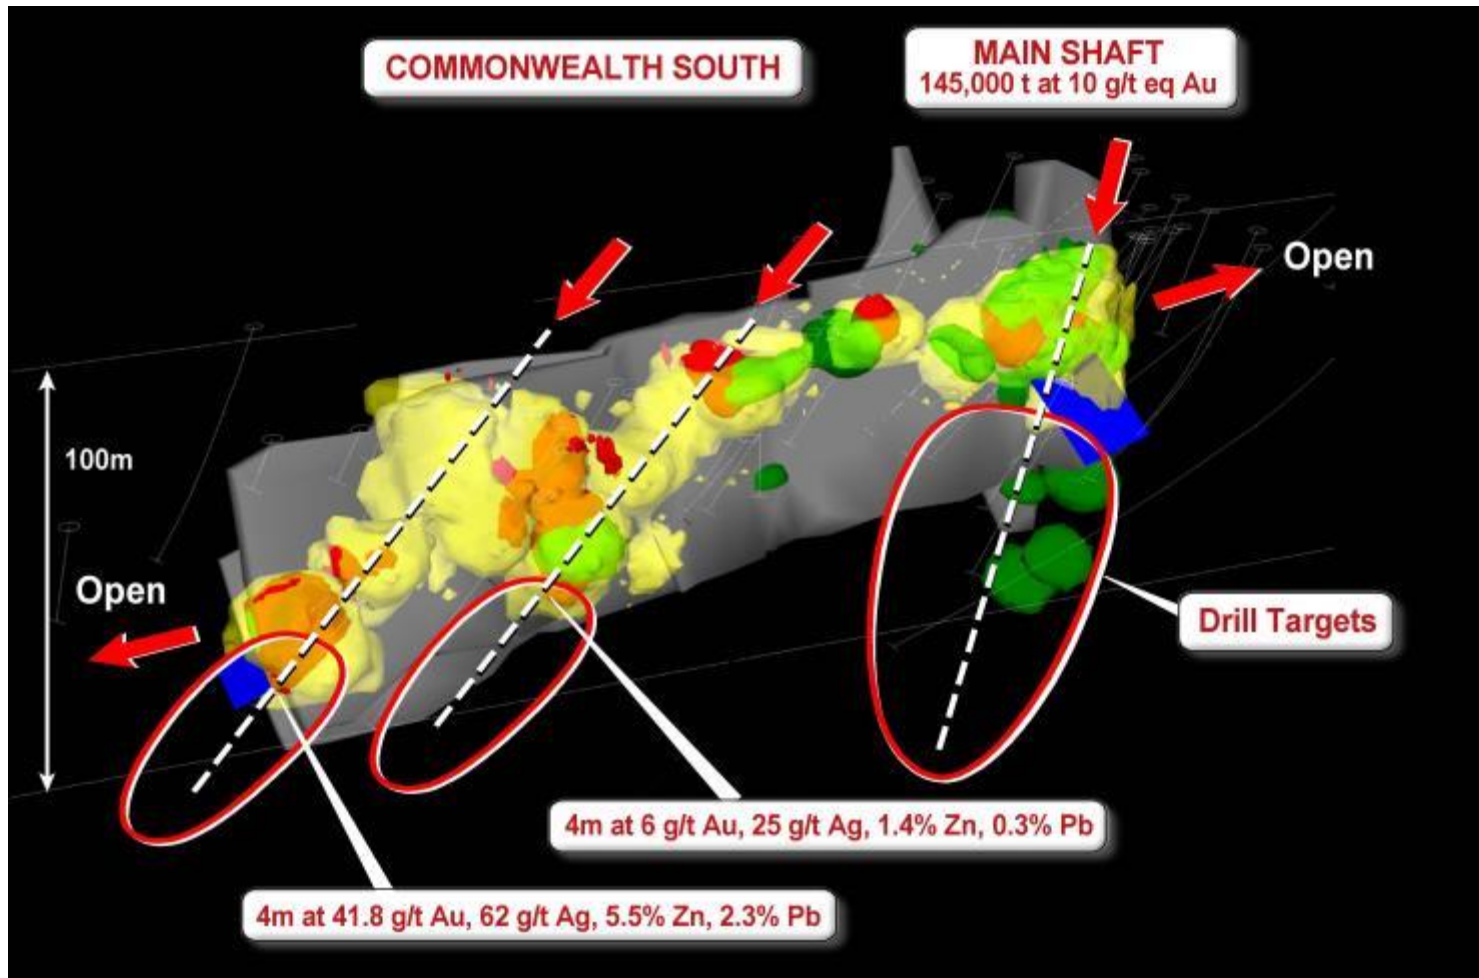 COMMONWEALTH SOUTH
MAIN SHAFT
145,000 t at 10 g/t eq Au
Open
100m
Open
Drill Targets
4m at 6 g/t Au, 25 g/t Ag, 1.4% Zn, 0.3% Pb
4m at 41.8 g/t Au, 62 g/t Ag, 5.5% Zn, 2.3% Pb